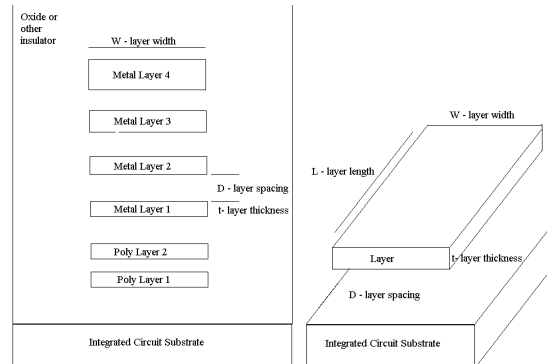 Oxide or
other
insulator
W - layer width
Metal Layer 4
Metal Layer 3
Metal Layer 2
D - layer spacing
Metal Layer 1
t- layer thickness
Poly Layer 2
Poly Layer 1
Integrated Circuit Substrate
W - layer width
L - layer length
Layer
t- layer thickness
D - layer spacing
Integrated Circuit Substrate